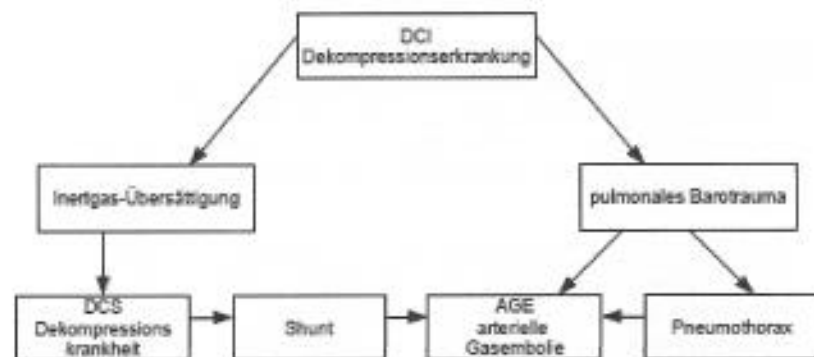 DCI
Dekompressionserkrankung
Inertgas-Übersättigung
pulmonales Barotrauma
DCS
Dekompressions
krankheit
Shunt
AGE
arterielle
Gasembolie
Pneumothorax